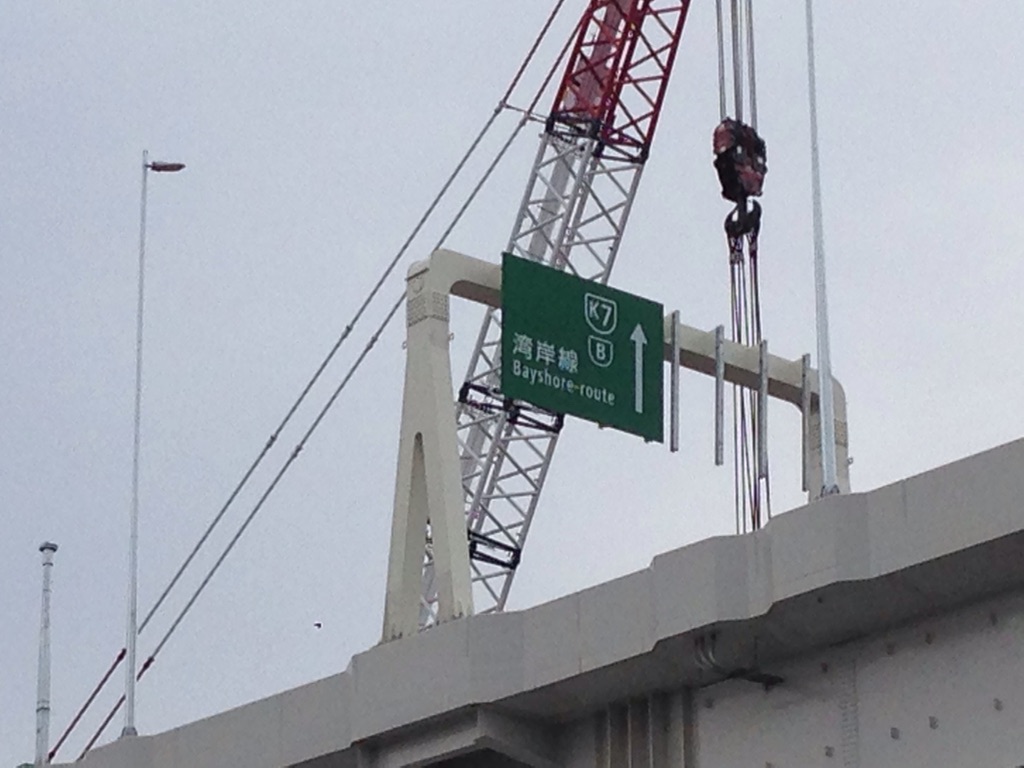 K7
B
湾岸線
Bayshore-route